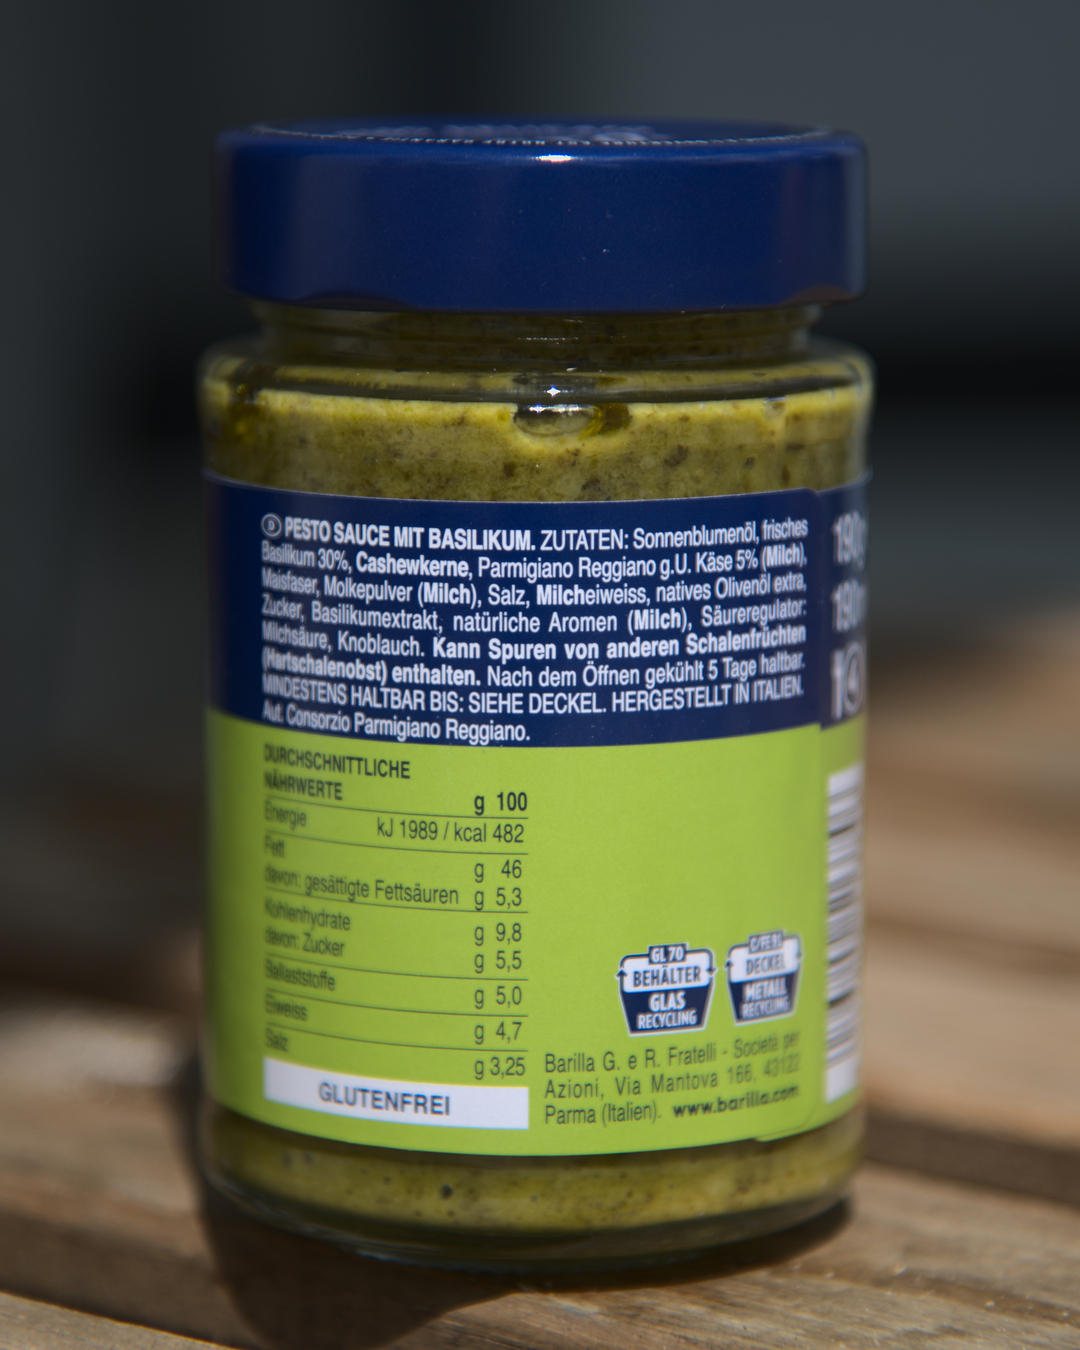 D PESTO SAUCE MIT BASILIKUM. ZUTATEN: Sonnenblumenöl, frisches
Basilikum 30%, Cashewkerne, Parmigiano Reggiano g.U. Käse 5% (Milch),
Maisfaser, Molkepulver (Milch), Salz, Milcheiweiss, natives Olivenöl extra,
Zucker, Basilikumextrakt, natürliche Aromen (Milch), Säureregulator:
Milchsäure, Knoblauch. Kann Spuren von anderen Schalenfrüchten
(Hartschalenobst) enthalten. Nach dem Öffnen gekühlt 5 Tage haltbar.
MINDESTENS HALTBAR BIS: SIEHE DECKEL. HERGESTELLT IN ITALIEN.
Aut. Consorzio Parmigiano Reggiano.
DURCHSCHNITTLICHE
NÄHRWERTE g 100
Energie kJ 1989 / kcal 482
Fett g 46
davon: gesättigte Fettsäuren g 5,3
Kohlenhydrate g 9,8
davon: Zucker g 5,5
Ballaststoffe g 5,0
Eiweiss g 4,7
Salz g 3,25
GLUTENFREI
GL 70
BEHÄLTER
GLAS
RECYCLING
C/FE 91
DECKEL
METALL
RECYCLING
Barilla G. e R. Fratelli - Società per
Azioni, Via Mantova 166, 43122
Parma (Italien). www.barilla.com
190
190